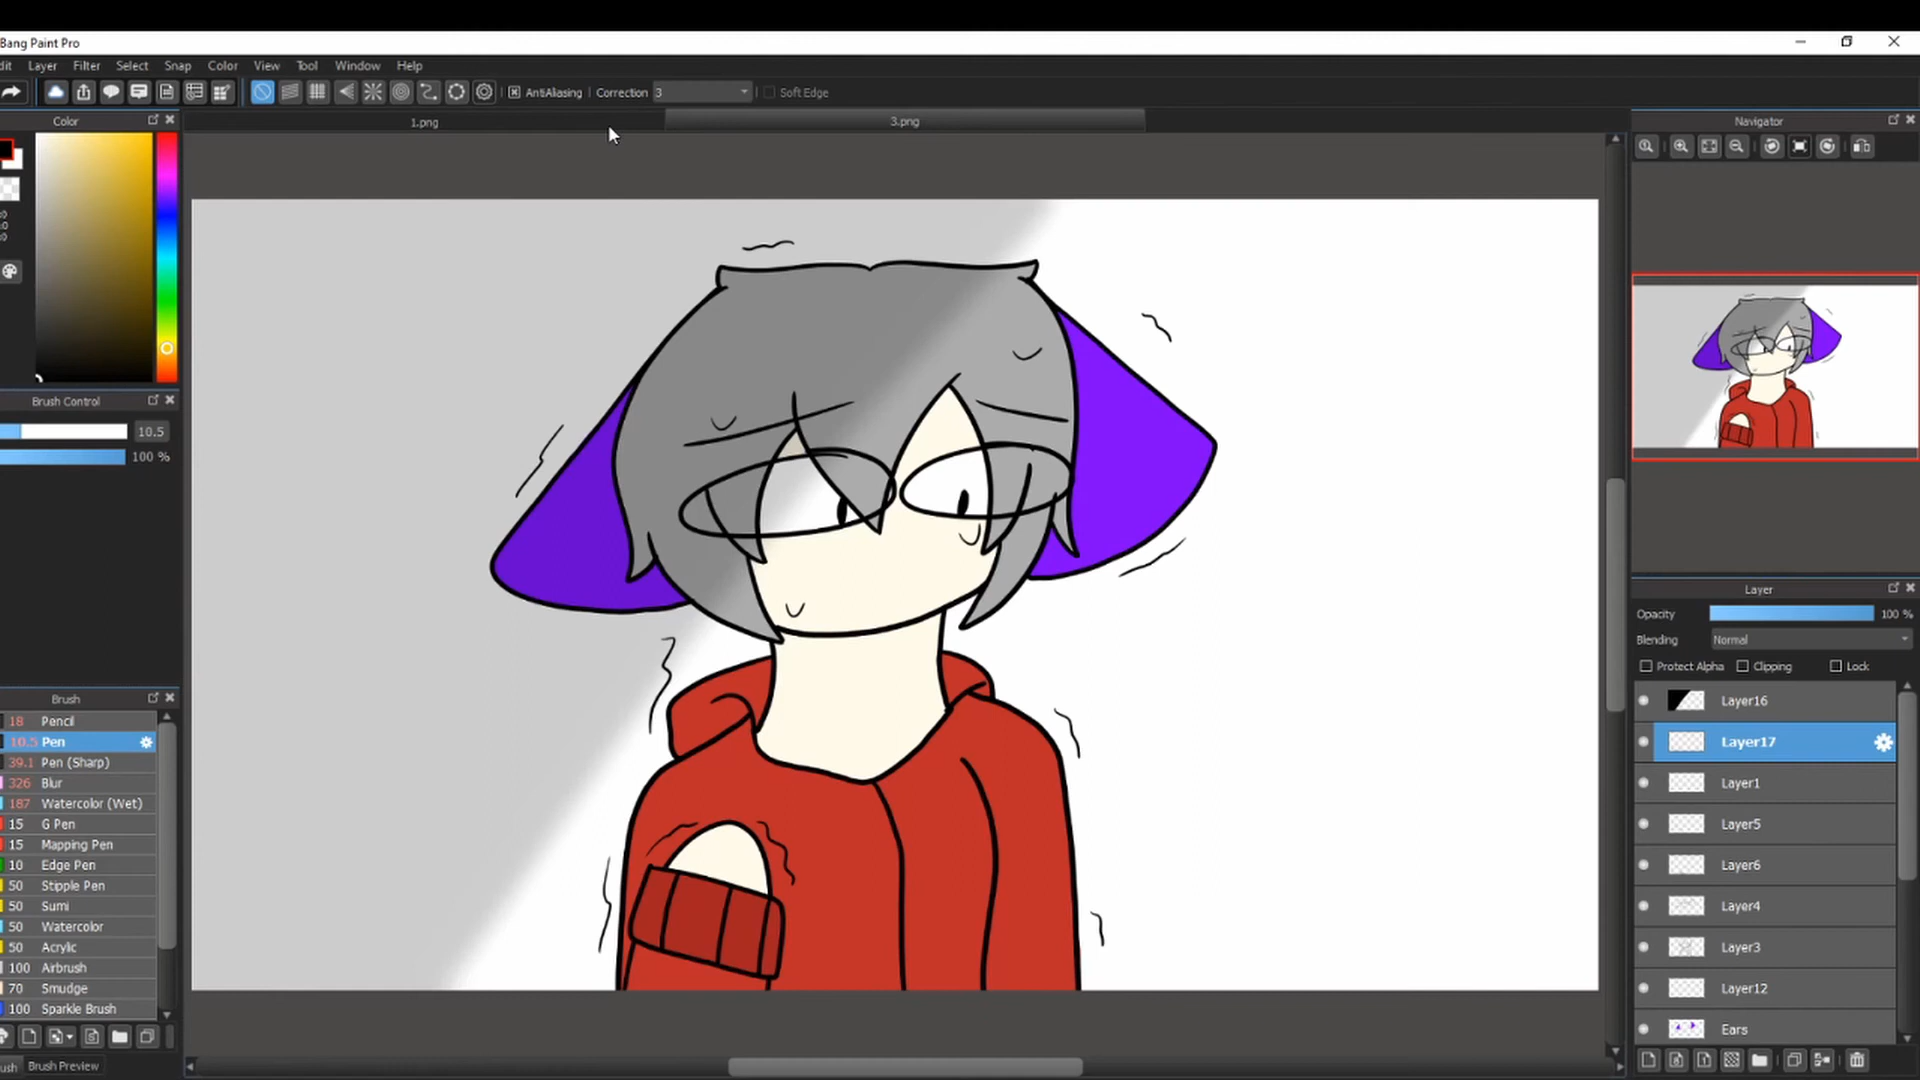 Bang Paint Pro
dit Layer Filter Select Snap Color View Tool Window Help
AntiAliasing Correction 3 Soft Edge
Color
1.png
3.png
Navigator
Brush Control
10.5
100 %
Brush
18 Pencil
10.5 Pen
39.1 Pen (Sharp)
326 Blur
187 Watercolor (Wet)
15 G Pen
15 Mapping Pen
10 Edge Pen
50 Stipple Pen
50 Sumi
50 Watercolor
50 Acrylic
100 Airbrush
70 Smudge
100 Sparkle Brush
ush Brush Preview
Layer
Opacity 100 %
Blending Normal
Protect Alpha Clipping Lock
Layer16
Layer17
Layer1
Layer5
Layer6
Layer4
Layer3
Layer12
Ears